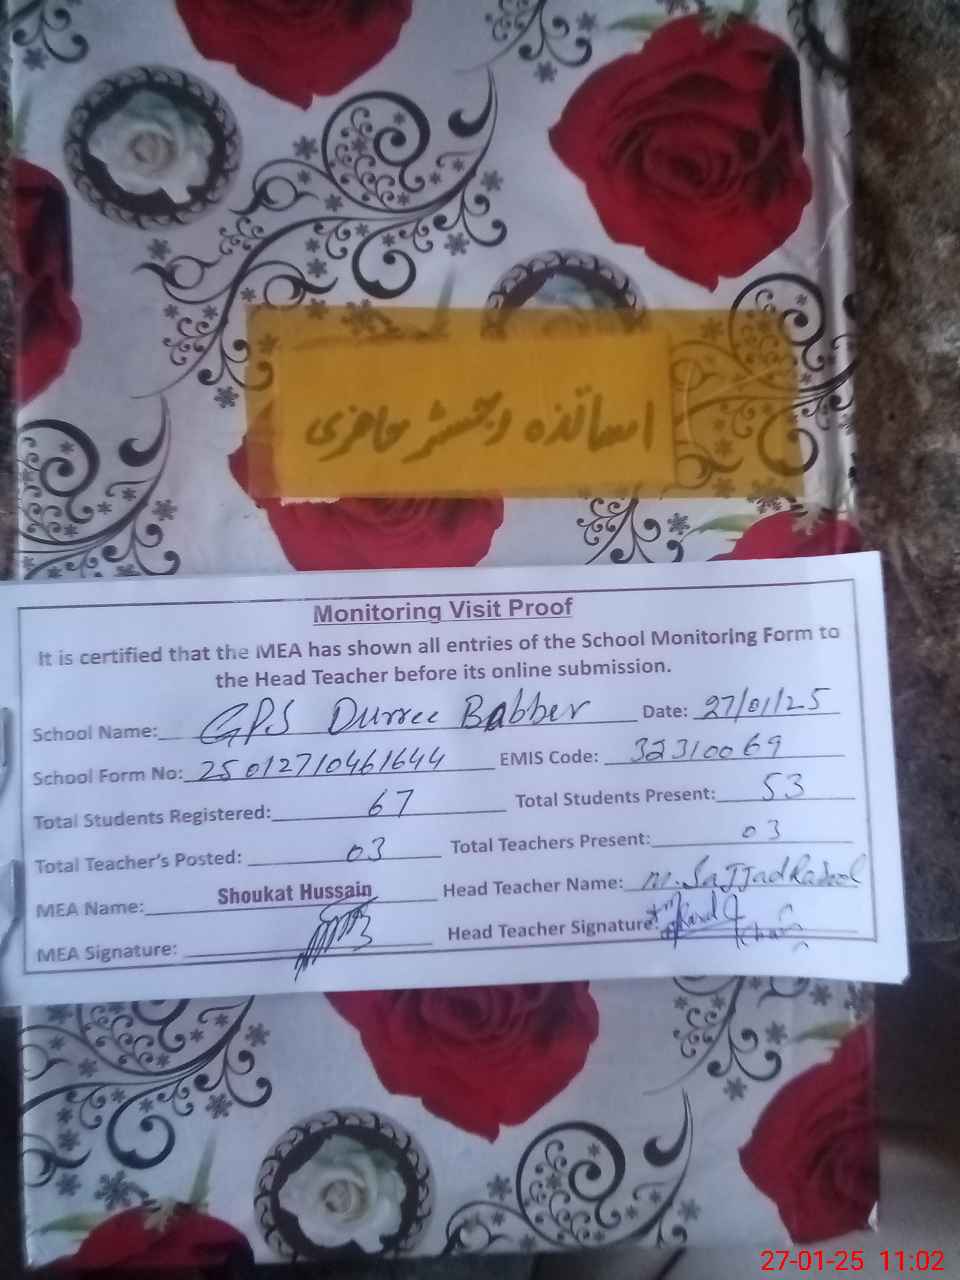 اساتذہ رجسٹر حاضری
Monitoring Visit Proof
It is certified that the MEA has shown all entries of the School Monitoring Form to
the Head Teacher before its online submission.
School Name: GPS Durree Babber Date: 27/01/25
School Form No: 25012710461644 EMIS Code: 32310069
Total Students Registered: 67 Total Students Present: 53
Total Teacher's Posted: 03 Total Teachers Present: 03
MEA Name: Shoukat Hussain Head Teacher Name: M. Sajjad Rasool
MEA Signature: Head Teacher Signature:
27-01-25 11:02